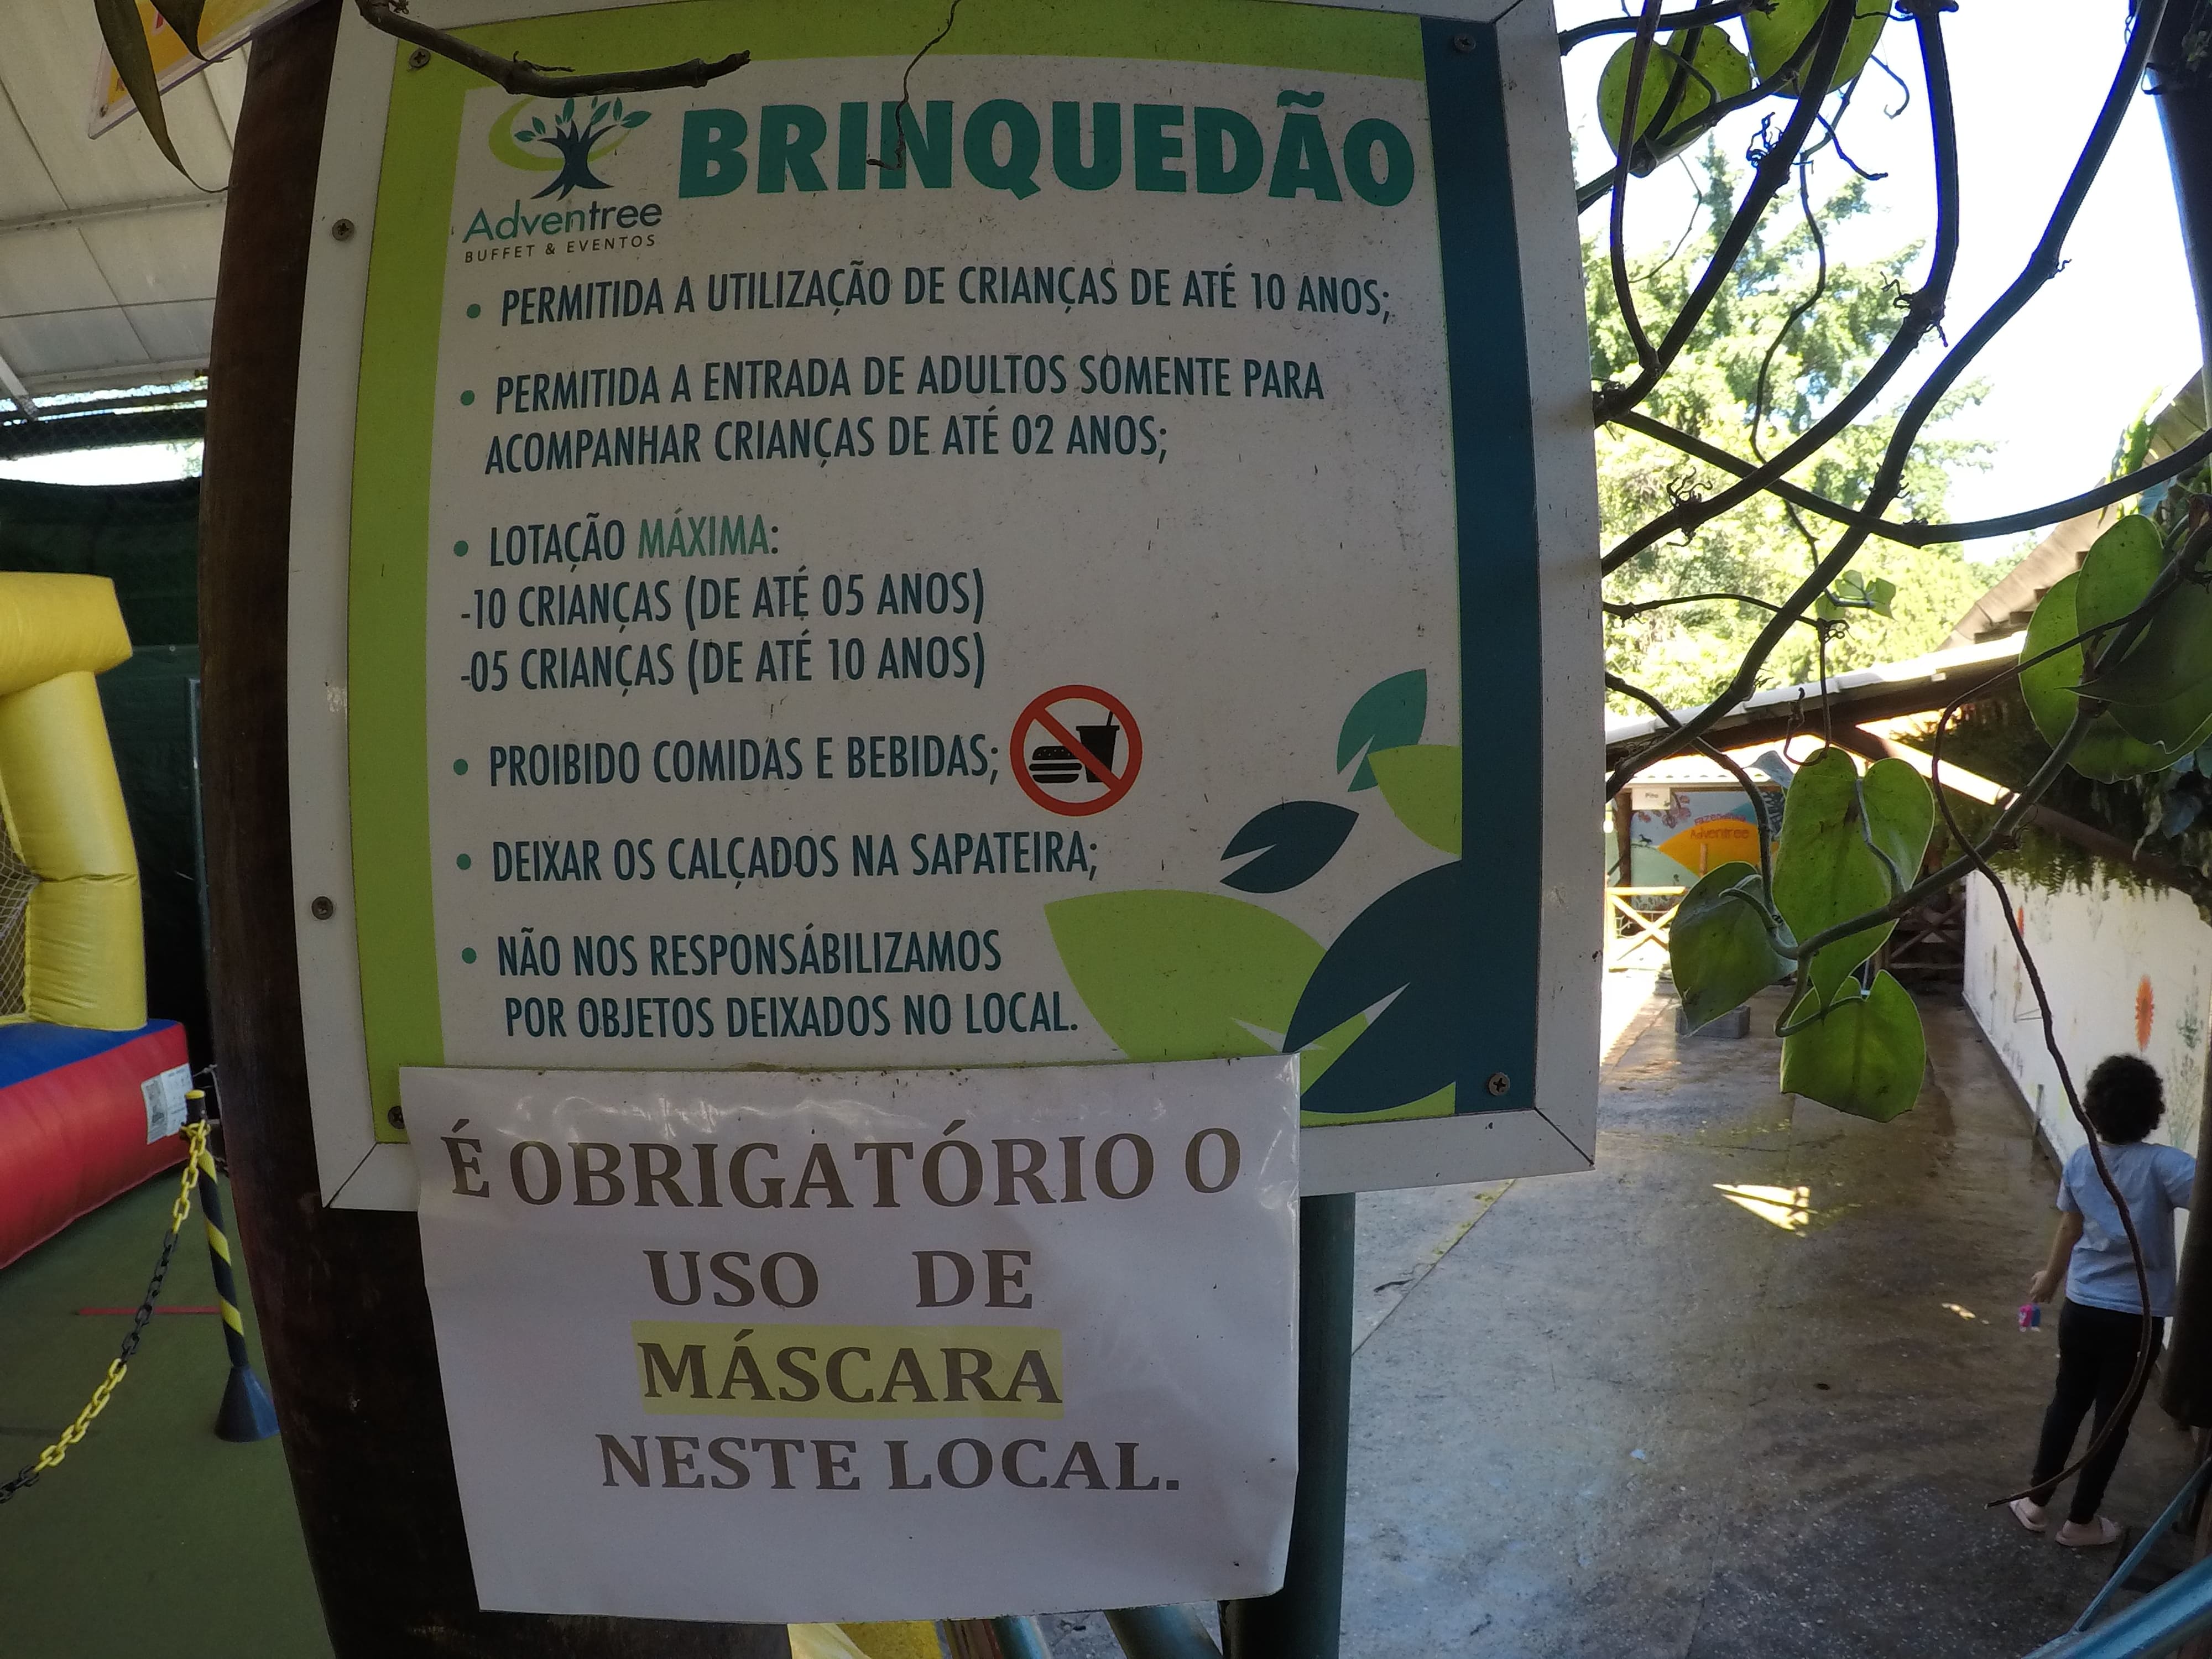 BRINQUEDÃO
Adventree
BUFFET & EVENTOS
• PERMITIDA A UTILIZAÇÃO DE CRIANÇAS DE ATÉ 10 ANOS;
• PERMITIDA A ENTRADA DE ADULTOS SOMENTE PARA
ACOMPANHAR CRIANÇAS DE ATÉ 02 ANOS;
• LOTAÇÃO MÁXIMA:
-10 CRIANÇAS (DE ATÉ 05 ANOS)
-05 CRIANÇAS (DE ATÉ 10 ANOS)
• PROIBIDO COMIDAS E BEBIDAS;
• DEIXAR OS CALÇADOS NA SAPATEIRA;
• NÃO NOS RESPONSÁBILIZAMOS
POR OBJETOS DEIXADOS NO LOCAL.
É OBRIGATÓRIO O
USO DE
MÁSCARA
NESTE LOCAL.
Fazendinha
Adventree